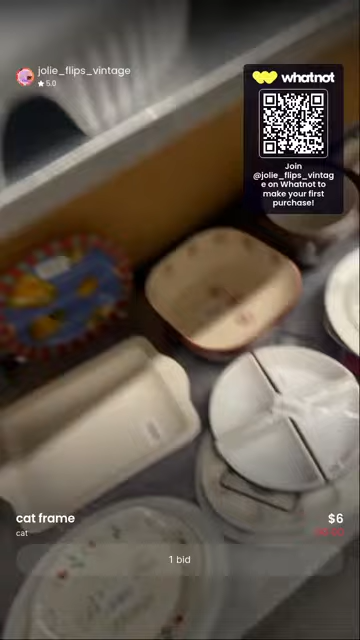 jolie_flips_vintage
★ 5.0
whatnot
Join
@jolie_flips_vintag
e on Whatnot to
make your first
purchase!
cat frame
$6
cat
1 bid